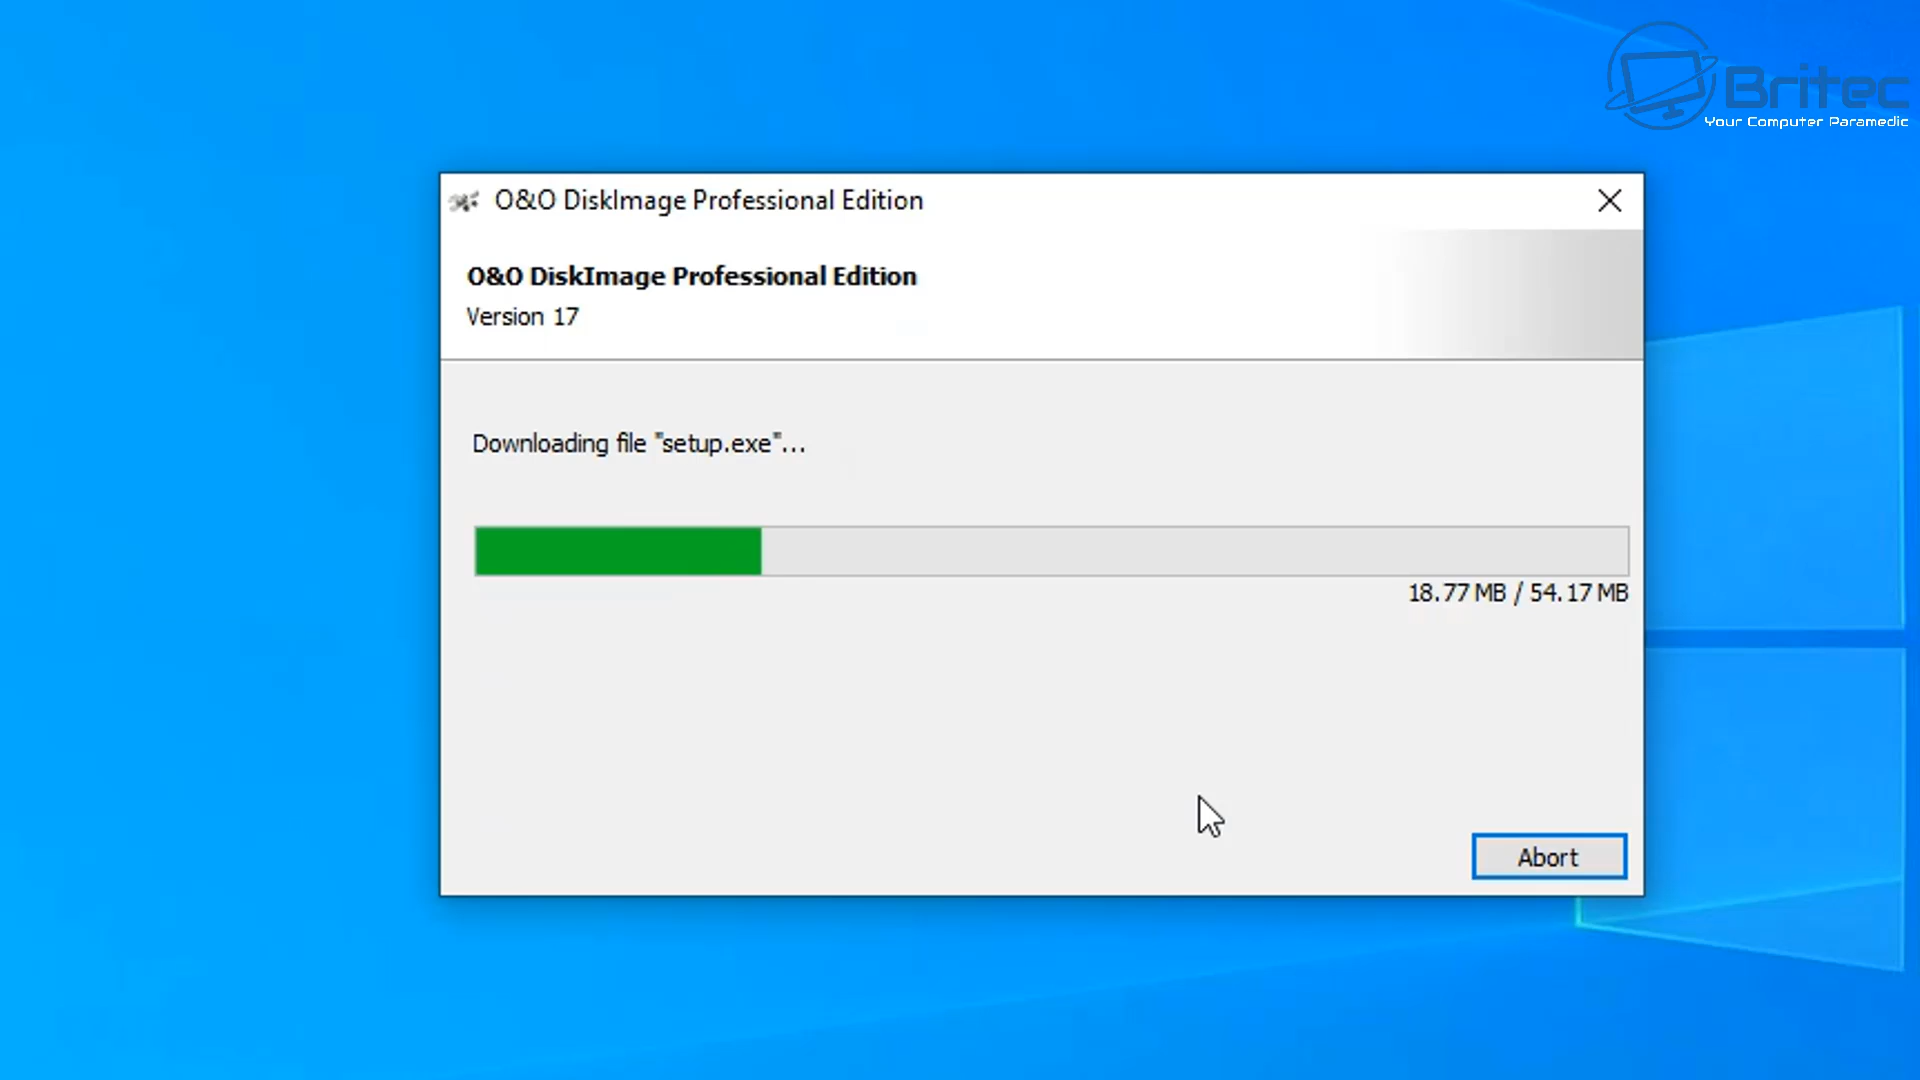 Britec
Your Computer Paramedic
O&O DiskImage Professional Edition
O&O DiskImage Professional Edition
Version 17
Downloading file "setup.exe"...
18.77 MB / 54.17 MB
Abort